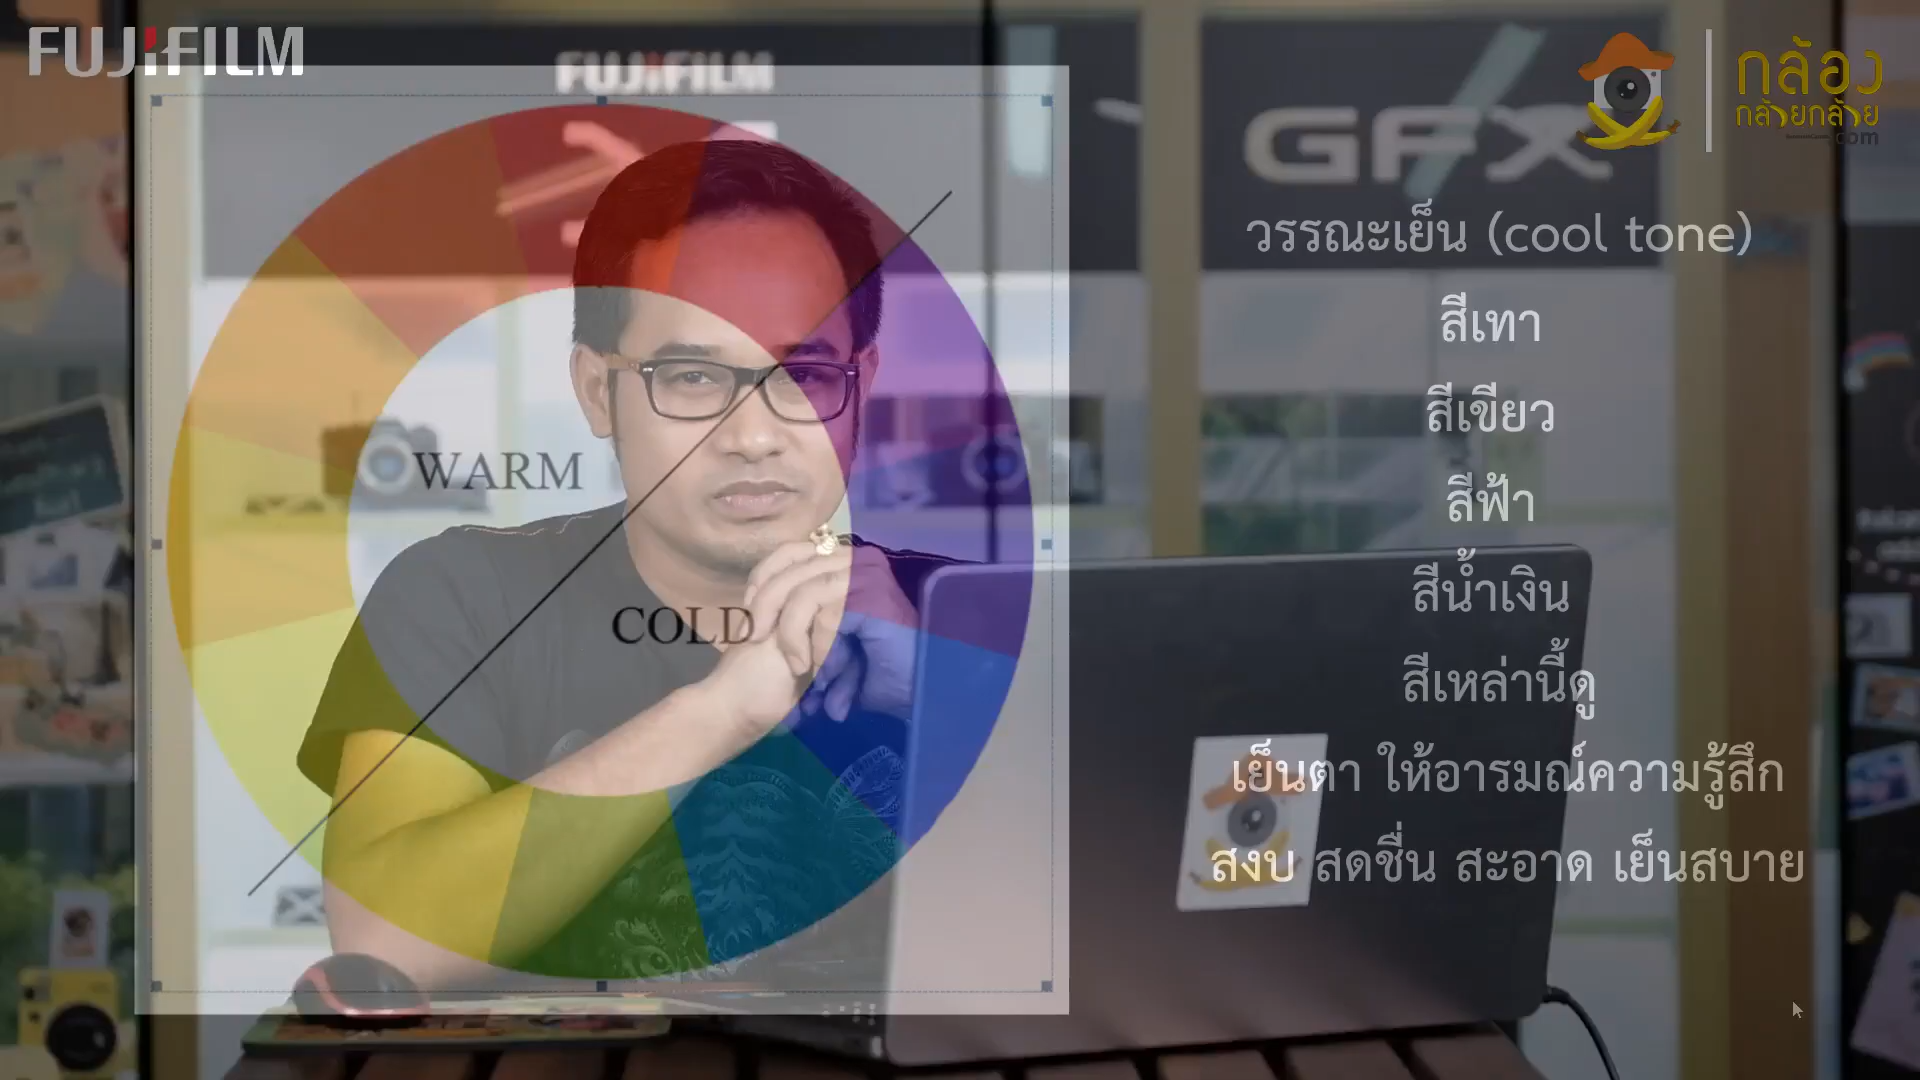 FUJIFILM
FUJIFILM
GFX
กล้อง
กล้ายกล้าย
.com
วรรณะเย็น (cool tone)
สีเทา
สีเขียว
สีฟ้า
สีน้ำเงิน
สีเหล่านี้ดู
เย็นตา ให้อารมณ์ความรู้สึก
สงบ สดชื่น สะอาด เย็นสบาย
WARM
COLD